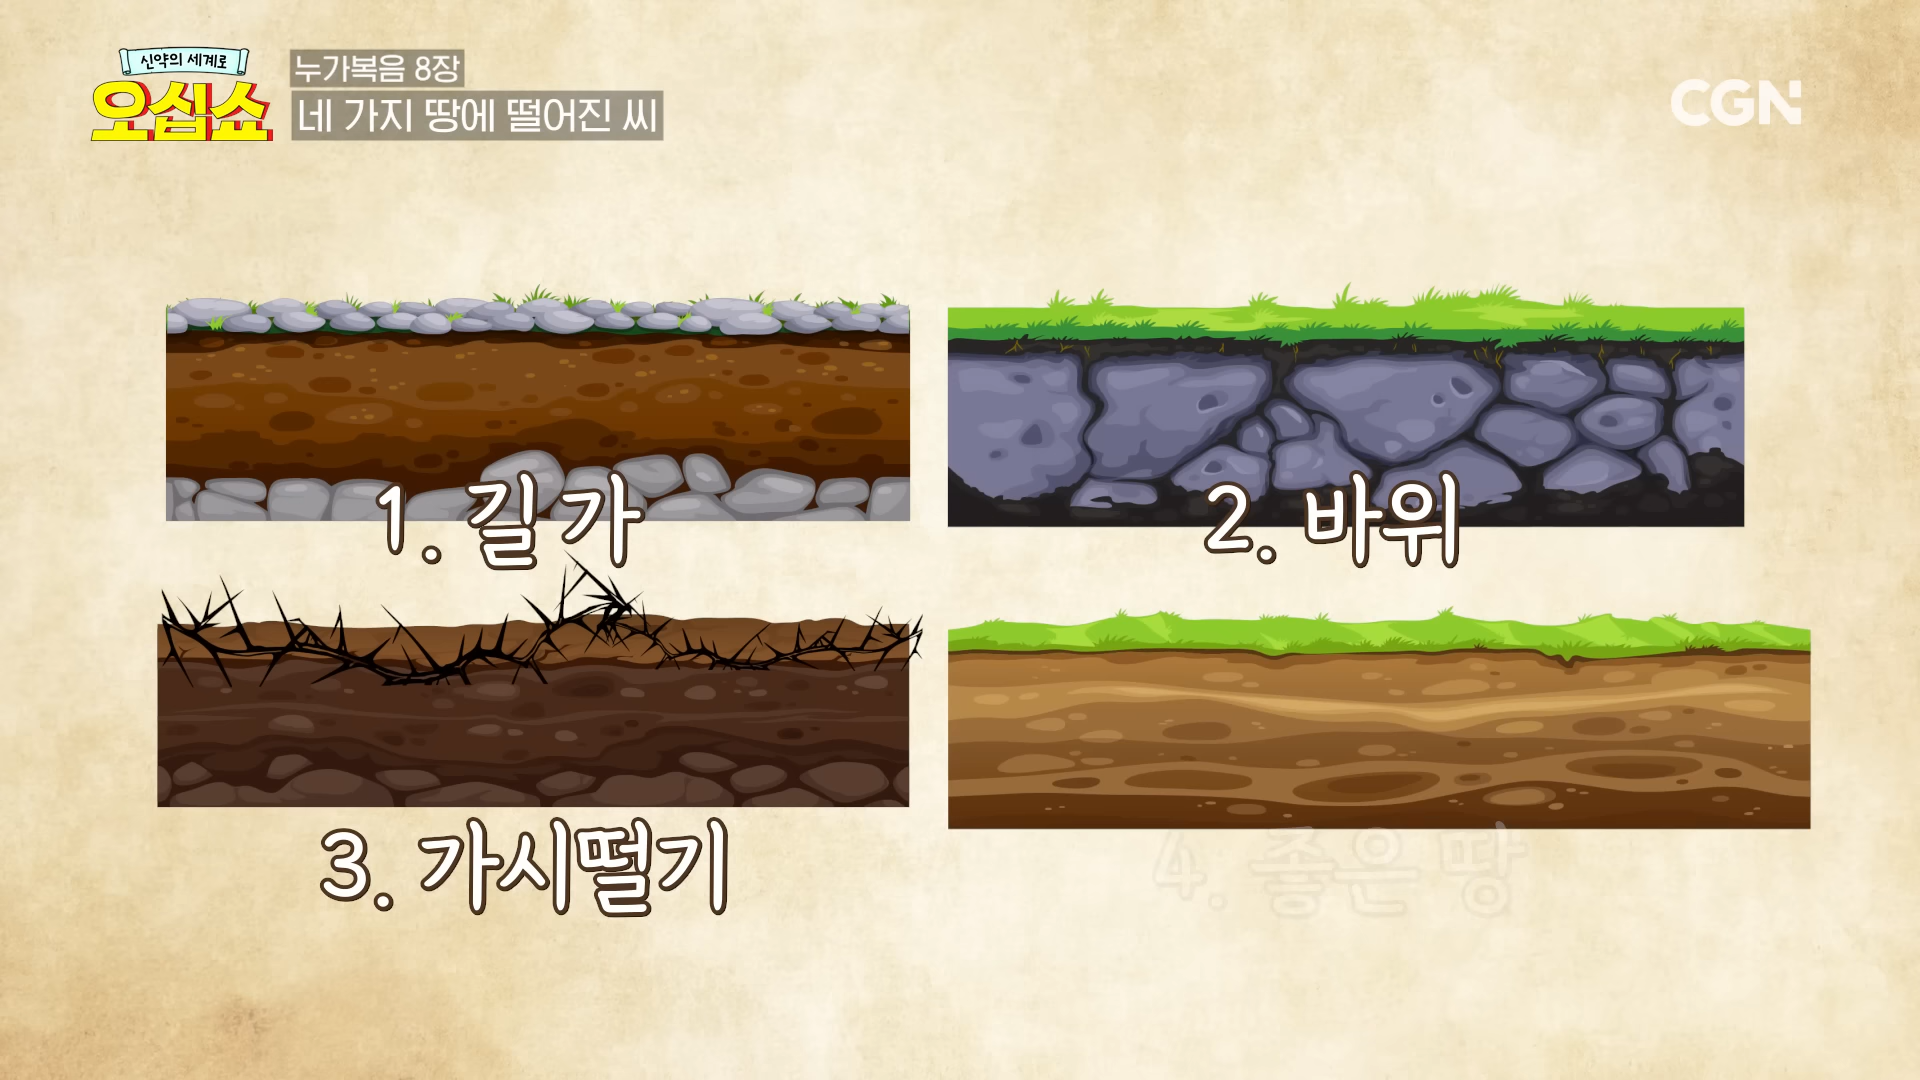 신약의 세계로
오십쇼
누가복음 8장
네 가지 땅에 떨어진 씨
CGN
1. 길 가
2. 바위
3. 가시떨기
4. 좋은 땅